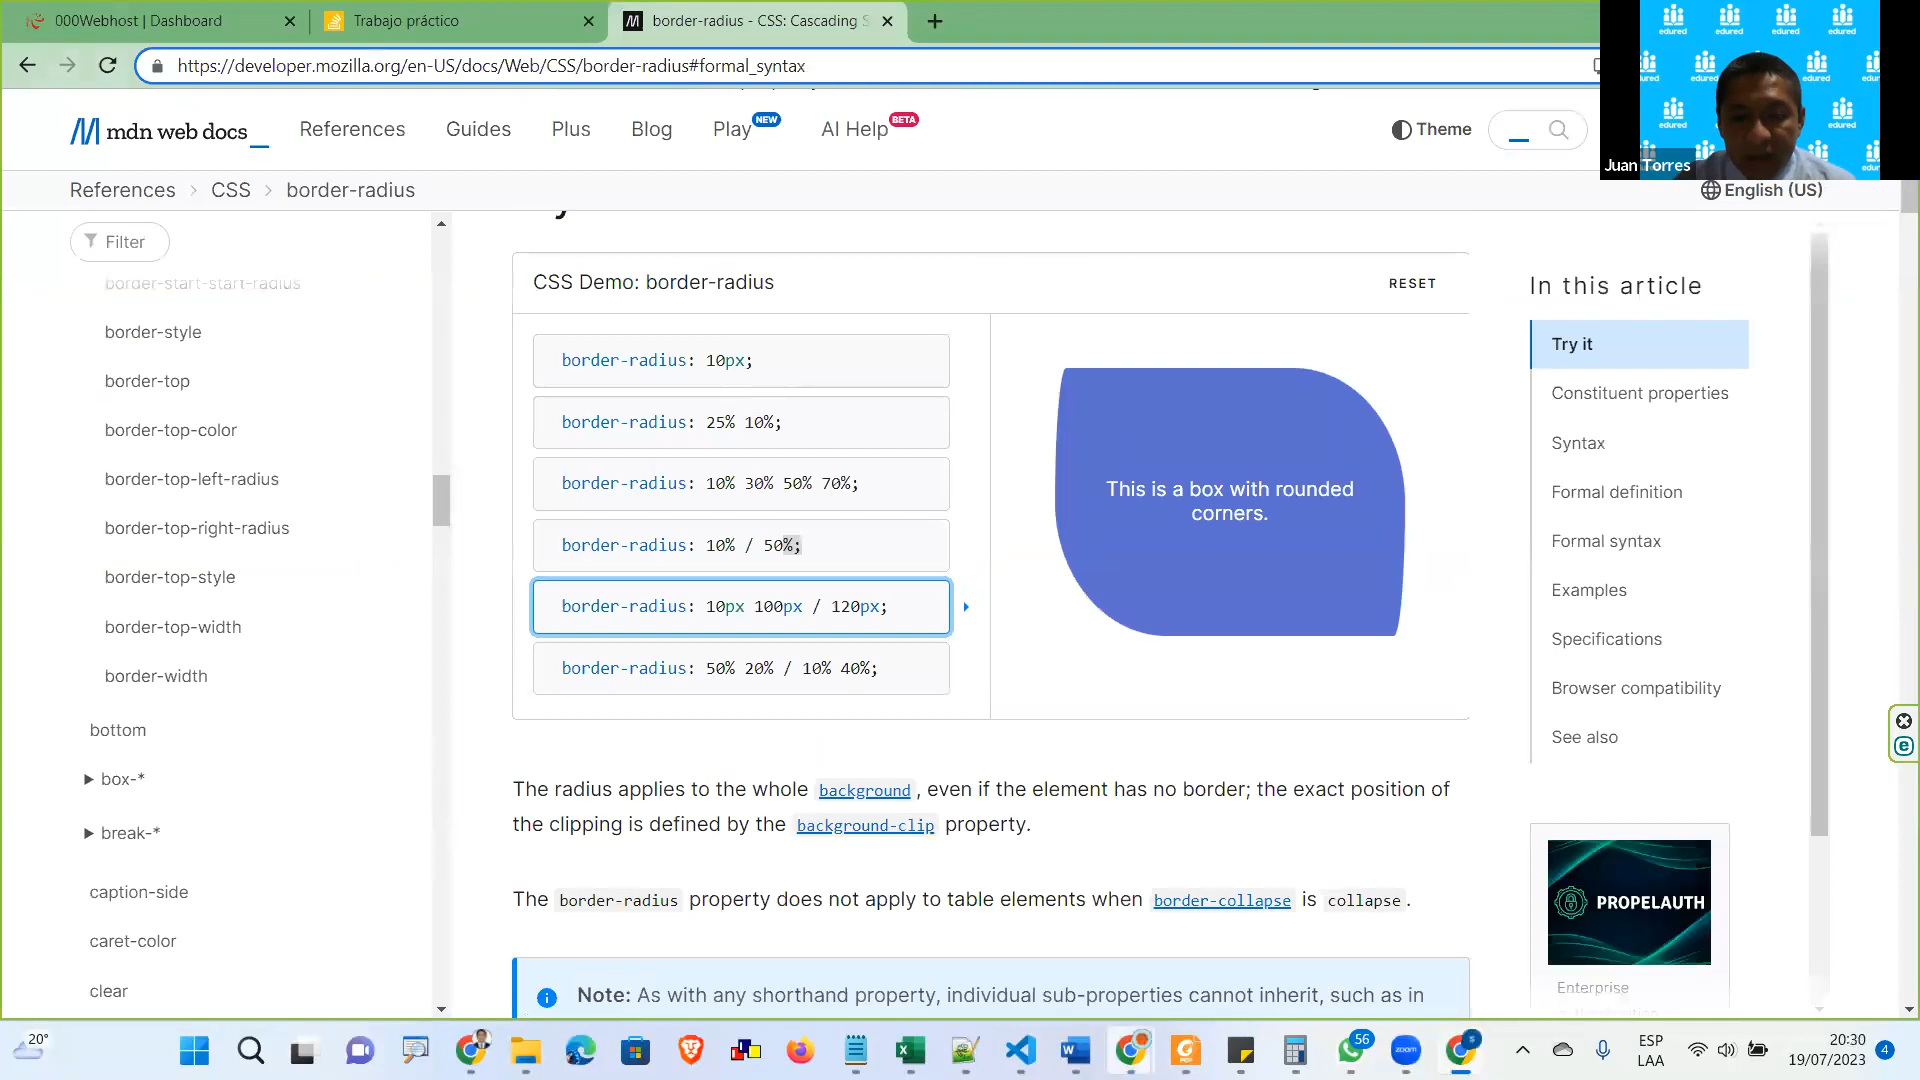 000Webhost | Dashboard
Trabajo práctico
border-radius - CSS: Cascading S
https://developer.mozilla.org/en-US/docs/Web/CSS/border-radius#formal_syntax
mdn web docs
References
Guides
Plus
Blog
Play NEW
AI Help BETA
Theme
edured edured edured edured
edured
edured edured
Juan Torres
References > CSS > border-radius
English (US)
Filter
border-start-start-radius
border-style
border-top
border-top-color
border-top-left-radius
border-top-right-radius
border-top-style
border-top-width
border-width
bottom
box-*
break-*
caption-side
caret-color
clear
CSS Demo: border-radius
RESET
border-radius: 10px;
border-radius: 25% 10%;
border-radius: 10% 30% 50% 70%;
border-radius: 10% / 50%;
border-radius: 10px 100px / 120px;
border-radius: 50% 20% / 10% 40%;
This is a box with rounded
corners.
The radius applies to the whole background, even if the element has no border; the exact position of
the clipping is defined by the background-clip property.
The border-radius property does not apply to table elements when border-collapse is collapse.
Note: As with any shorthand property, individual sub-properties cannot inherit, such as in
In this article
Try it
Constituent properties
Syntax
Formal definition
Formal syntax
Examples
Specifications
Browser compatibility
See also
PROPELAUTH
Enterprise
20°
56
zoom
ESP
LAA
20:30
19/07/2023
4